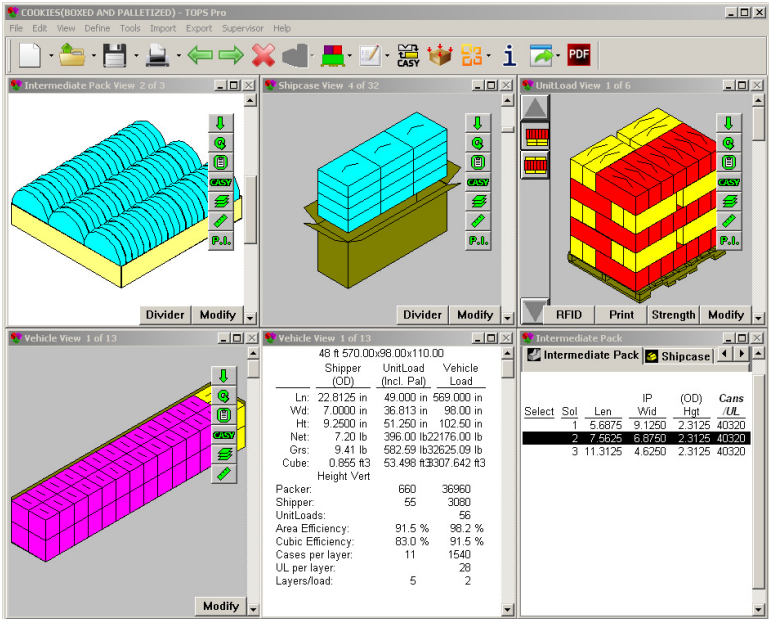 COOKIES(BOXED AND PALLETIZED) - TOPS Pro
File Edit View Define Tools Import Export Supervisor Help
CASY
i
PDF
Intermediate Pack View 2 of 3
CASY
P.I.
Divider Modify
Shipcase View 4 of 32
CASY
P.I.
Divider Modify
UnitLoad View 1 of 6
CASY
P.I.
RFID Print Strength Modify
Vehicle View 1 of 13
CASY
Modify
Vehicle View 1 of 13
48 ft 570.00x98.00x110.00
Shipper UnitLoad Vehicle
(OD) (Incl. Pal) Load
Ln: 22.8125 in 49.000 in 569.000 in
Wd: 7.0000 in 36.813 in 98.00 in
Ht: 9.2500 in 51.250 in 102.50 in
Net: 7.20 lb 396.00 lb 22176.00 lb
Grs: 9.41 lb 582.59 lb 32625.09 lb
Cube: 0.855 ft3 53.498 ft3 3307.642 ft3
Height Vert
Packer: 660 36960
Shipper: 55 3080
UnitLoads: 56
Area Efficiency: 91.5 % 98.2 %
Cubic Efficiency: 83.0 % 91.5 %
Cases per layer: 11 1540
UL per layer: 28
Layers/load: 5 2
Intermediate Pack
Intermediate Pack Shipcase
IP (OD) Cans
Select Sol Len Wid Hgt /UL
1 5.6875 9.1250 2.3125 40320
2 7.5625 6.8750 2.3125 40320
3 11.3125 4.6250 2.3125 40320